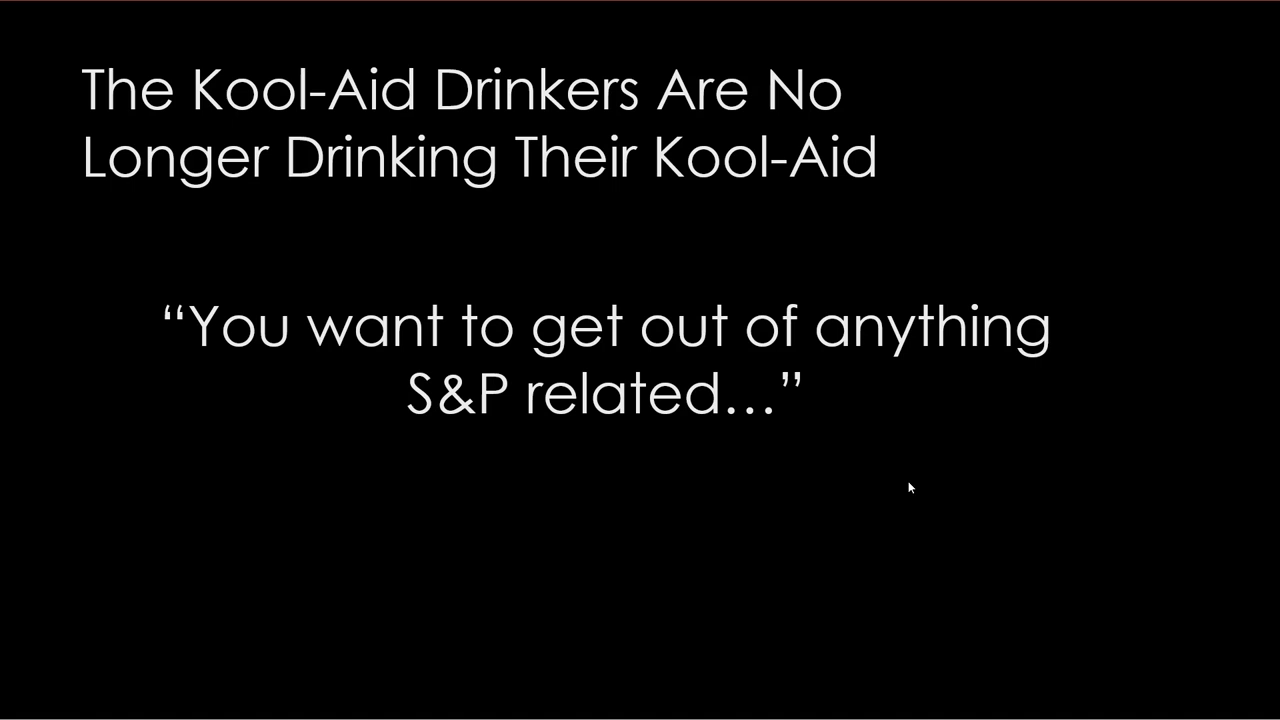 The Kool-Aid Drinkers Are No
Longer Drinking Their Kool-Aid
“You want to get out of anything
S&P related…”